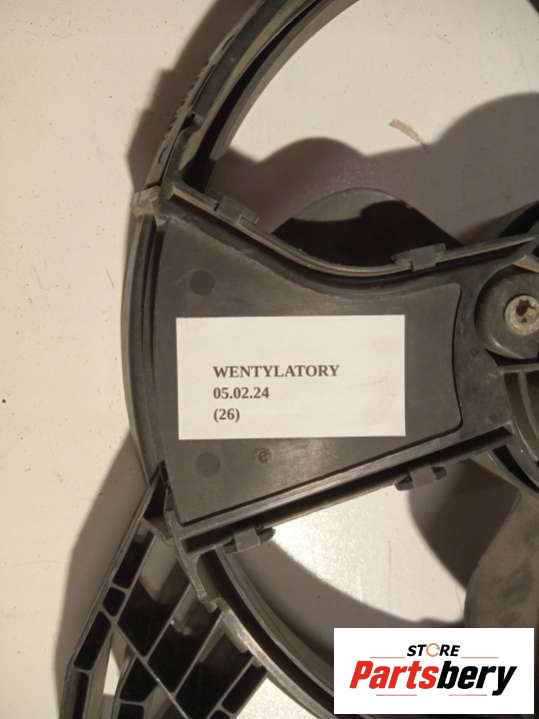 WENTYLATORY
05.02.24
(26)
STORE
Partsbery